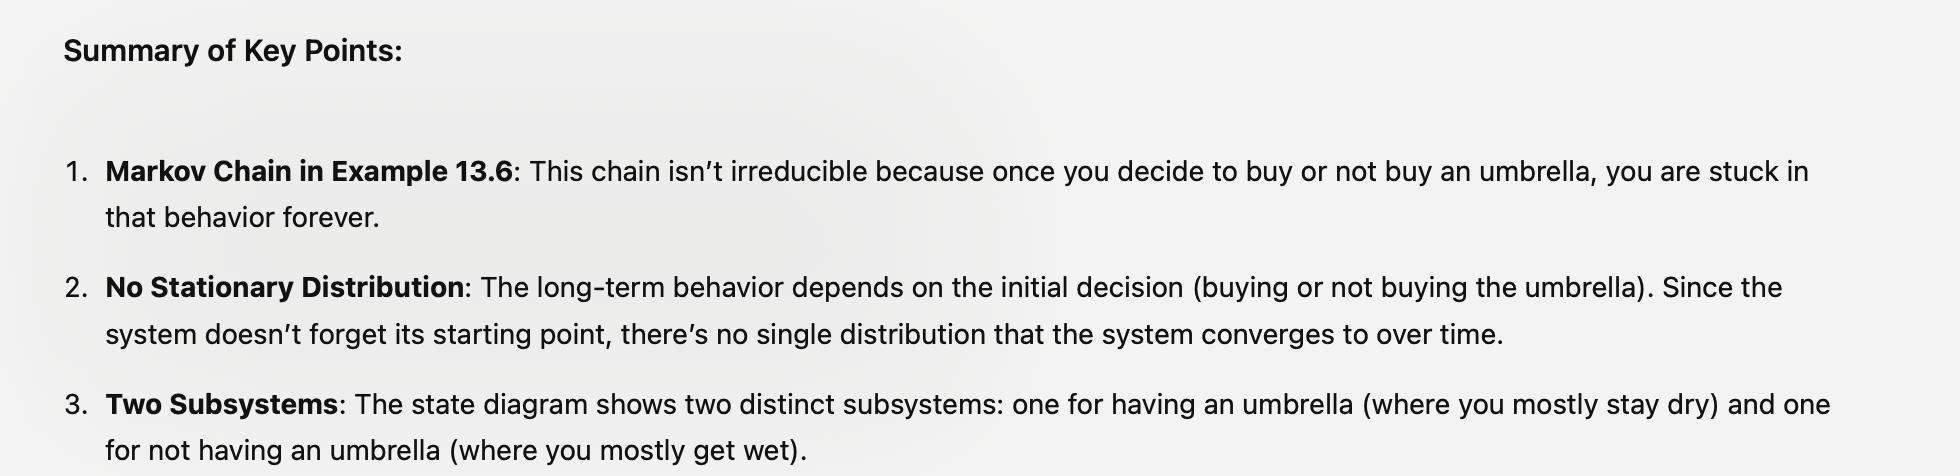 Summary of Key Points:
1. Markov Chain in Example 13.6: This chain isn’t irreducible because once you decide to buy or not buy an umbrella, you are stuck in
that behavior forever.
2. No Stationary Distribution: The long-term behavior depends on the initial decision (buying or not buying the umbrella). Since the
system doesn’t forget its starting point, there’s no single distribution that the system converges to over time.
3. Two Subsystems: The state diagram shows two distinct subsystems: one for having an umbrella (where you mostly stay dry) and one
for not having an umbrella (where you mostly get wet).